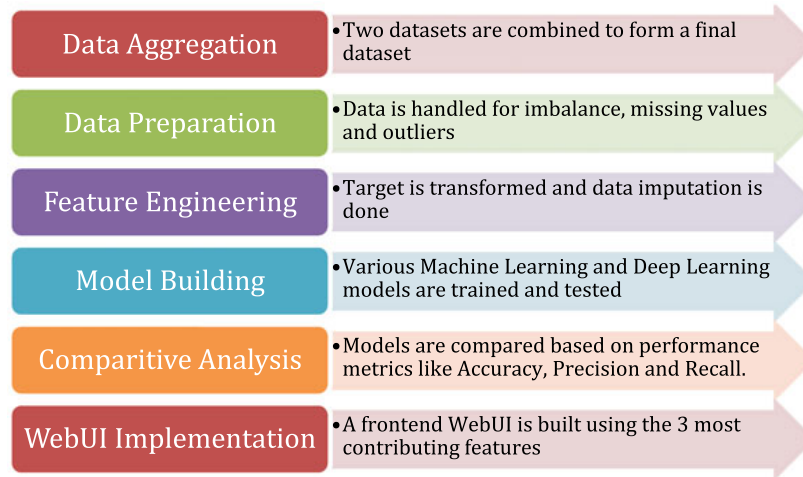 Data Aggregation
•Two datasets are combined to form a final
dataset
Data Preparation
•Data is handled for imbalance, missing values
and outliers
Feature Engineering
•Target is transformed and data imputation is
done
Model Building
•Various Machine Learning and Deep Learning
models are trained and tested
Comparitive Analysis
•Models are compared based on performance
metrics like Accuracy, Precision and Recall.
WebUI Implementation
•A frontend WebUI is built using the 3 most
contributing features